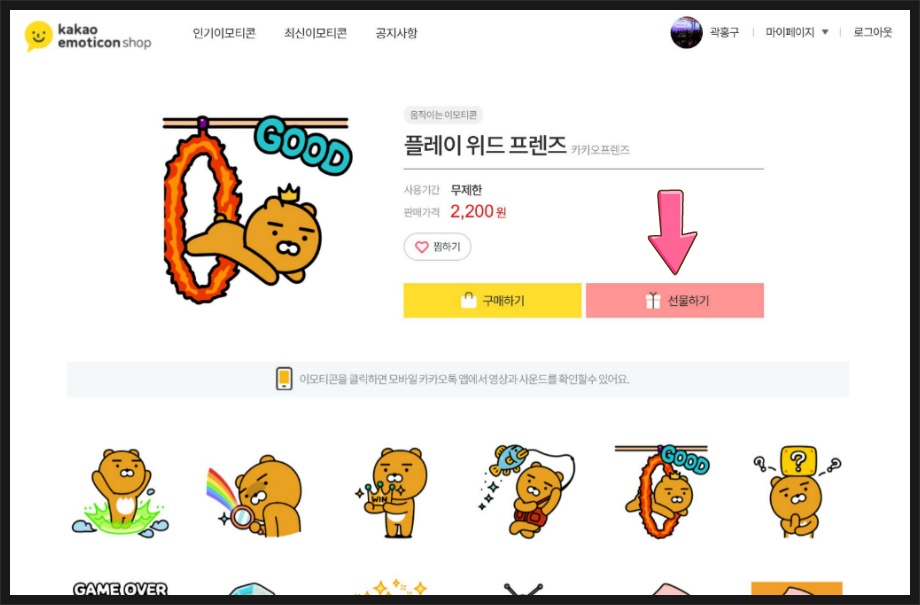 kakao
emoticon shop
인기이모티콘 최신이모티콘 공지사항
곽홍구 마이페이지 ▼ 로그아웃
움직이는 이모티콘
플레이 위드 프렌즈 카카오프렌즈
사용기간 무제한
판매가격 2,200원
찜하기
구매하기 선물하기
이모티콘을 클릭하면 모바일 카카오톡 앱에서 영상과 사운드를 확인할수 있어요.
GOOD
WIN
GOOD
? ? ?
GAME OVER